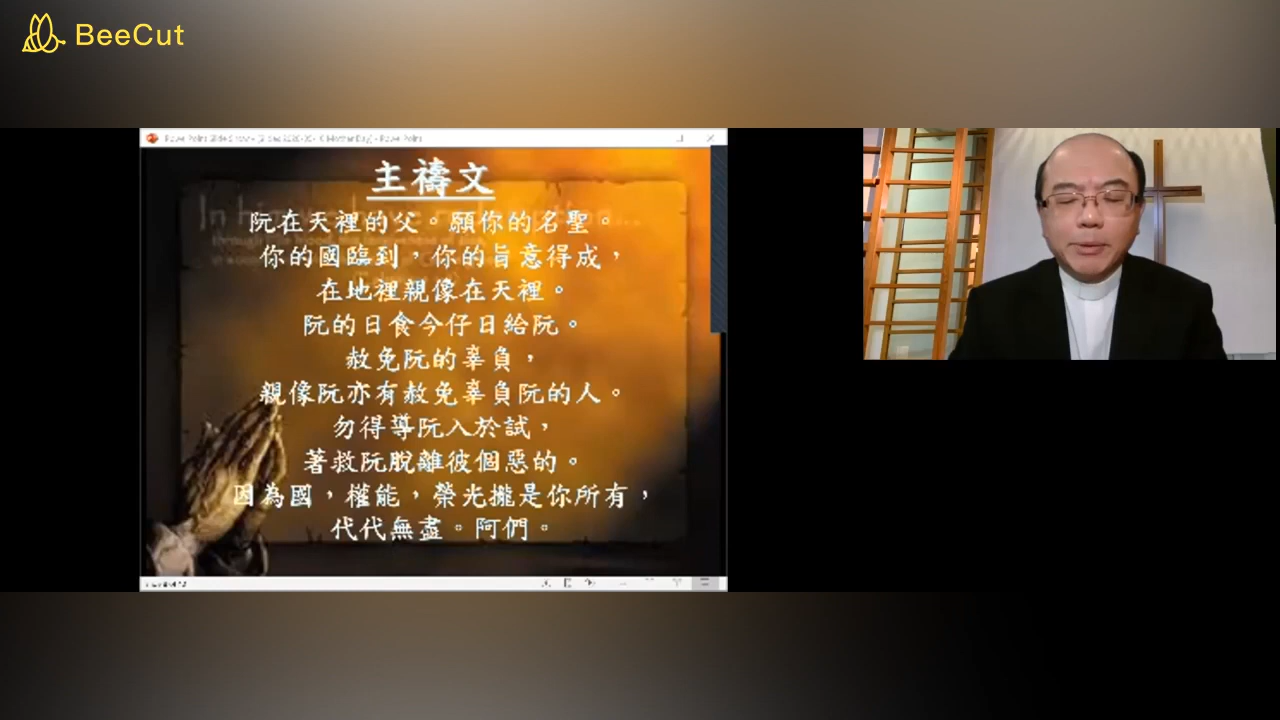 BeeCut
主禱文
阮在天裡的父。願你的名聖。
你的國臨到，你的旨意得成，
在地裡親像在天裡。
阮的日食今仔日給阮。
赦免阮的辜負，
親像阮亦有赦免辜負阮的人。
勿得導阮入於試，
著救阮脫離彼個惡的。
因為國，權能，榮光攏是你所有，
代代無盡。阿們。